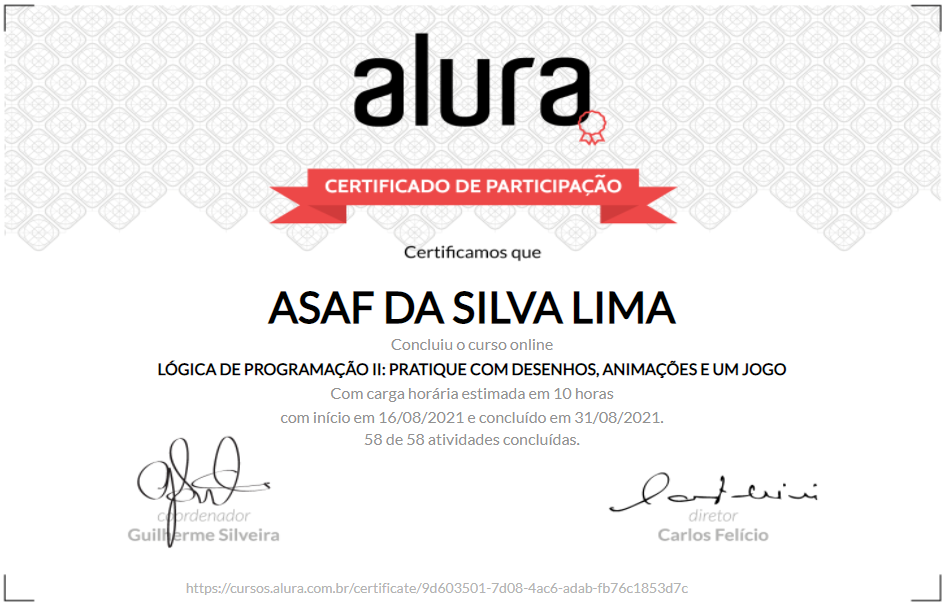 alura
CERTIFICADO DE PARTICIPAÇÃO
Certificamos que
ASAF DA SILVA LIMA
Concluiu o curso online
LÓGICA DE PROGRAMAÇÃO II: PRATIQUE COM DESENHOS, ANIMAÇÕES E UM JOGO
Com carga horária estimada em 10 horas
com início em 16/08/2021 e concluído em 31/08/2021.
58 de 58 atividades concluídas.
coordenador
Guilherme Silveira
diretor
Carlos Felício
https://cursos.alura.com.br/certificate/9d603501-7d08-4ac6-adab-fb76c1853d7c